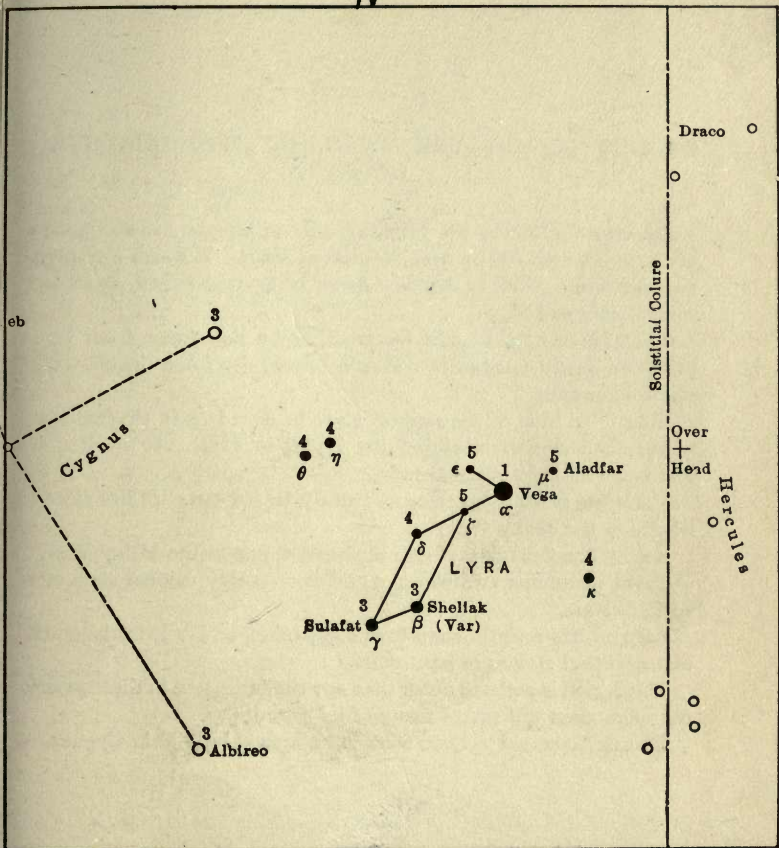 N
Draco
Solstitial Colure
3
eb
Cygnus
4
4
θ
η
Over
Head
5
ε
1
Vega
α
5
μ
Aladfar
Hercules
5
ζ
4
δ
LYRA
4
κ
3
Sulafat
γ
3
Sheliak
β
(Var)
3
Albireo